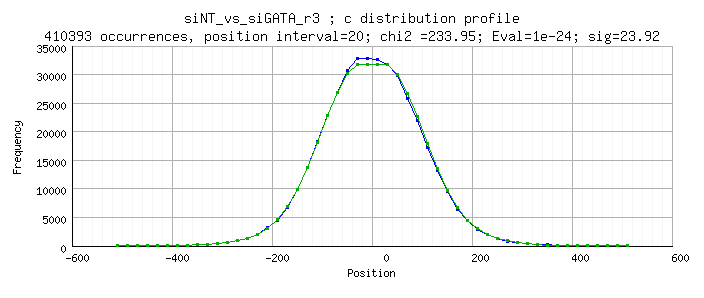 siNT_vs_siGATA_r3 ; c distribution profile
410393 occurrences, position interval=20; chi2 =233.95; Eval=1e-24; sig=23.92
35000
30000
25000
20000
15000
10000
5000
0
Frequency
-600 -400 -200 0 200 400 600
Position